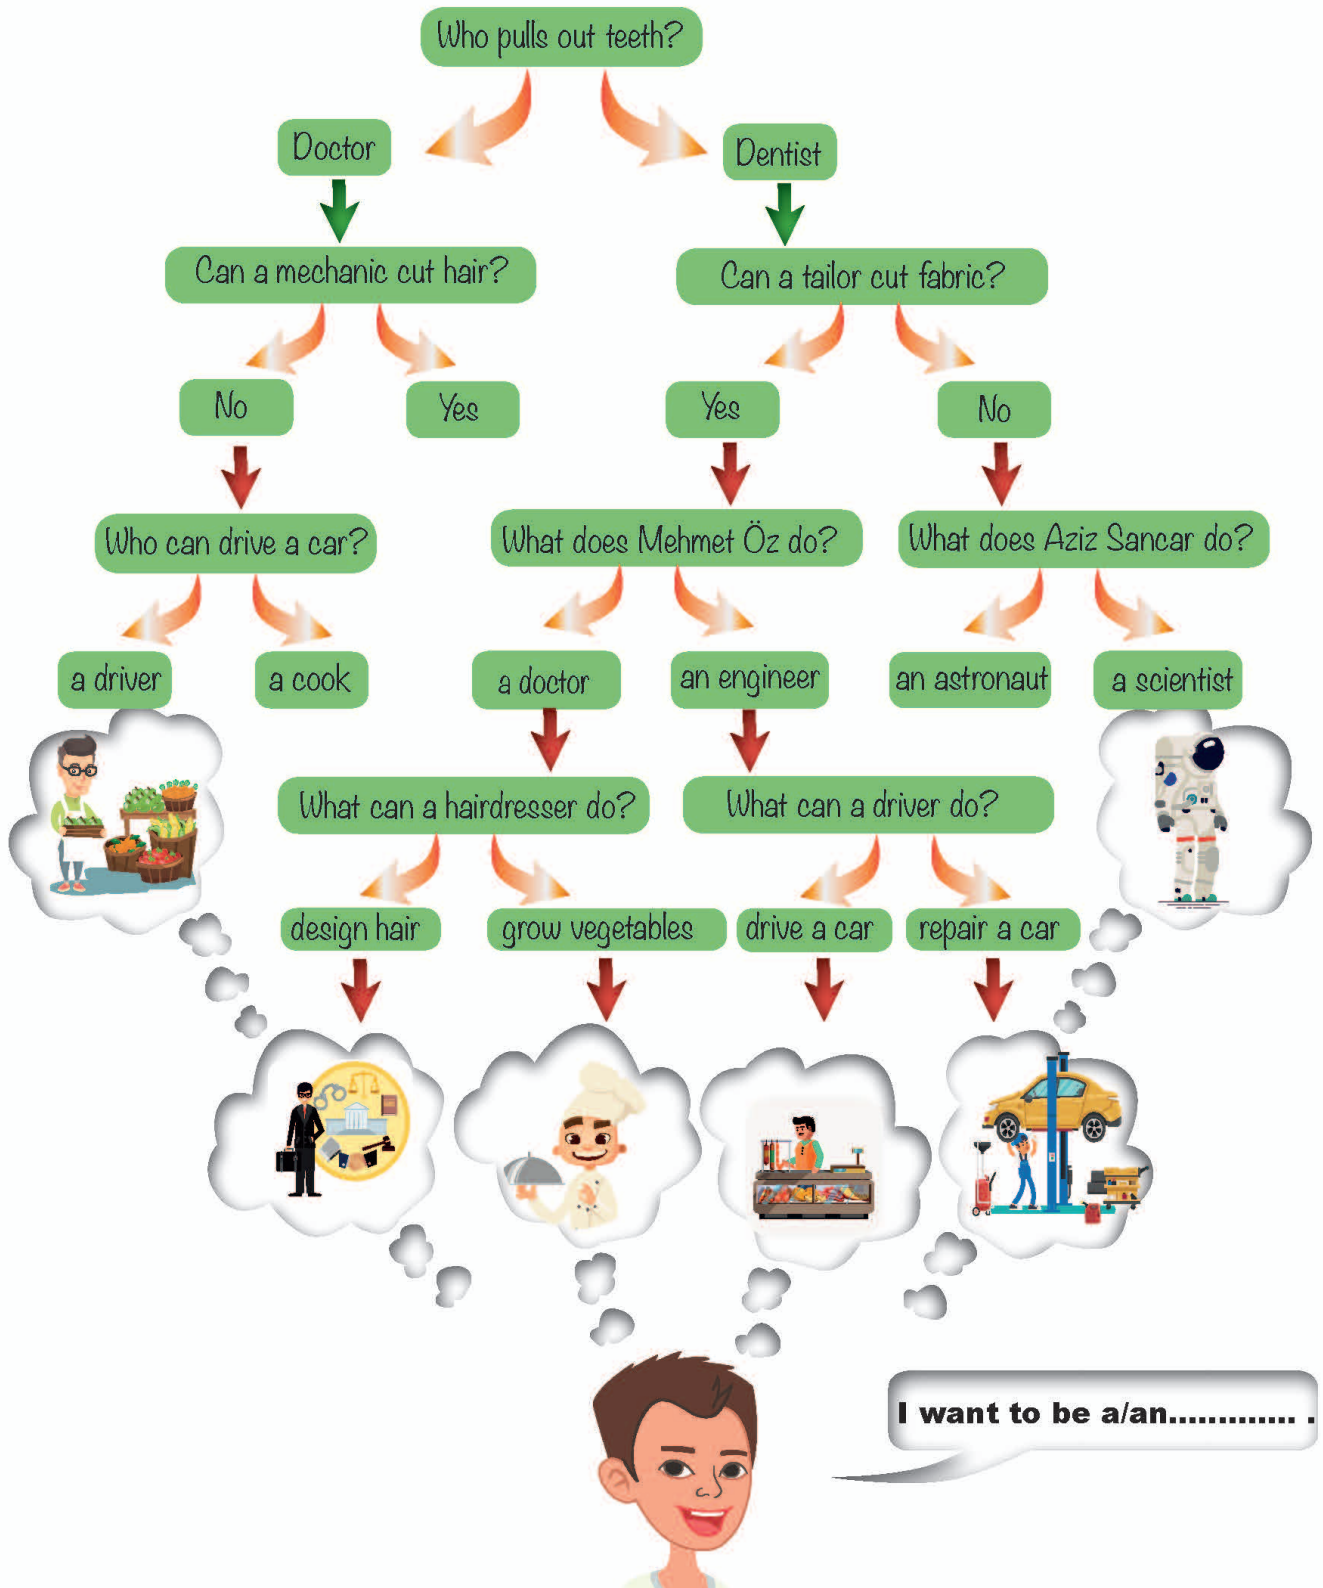 Who pulls out teeth?
Doctor
Dentist
Can a mechanic cut hair?
Can a tailor cut fabric?
No
Yes
Yes
No
Who can drive a car?
What does Mehmet Öz do?
What does Aziz Sancar do?
a driver
a cook
a doctor
an engineer
an astronaut
a scientist
What can a hairdresser do?
What can a driver do?
design hair
grow vegetables
drive a car
repair a car
I want to be a/an............. .